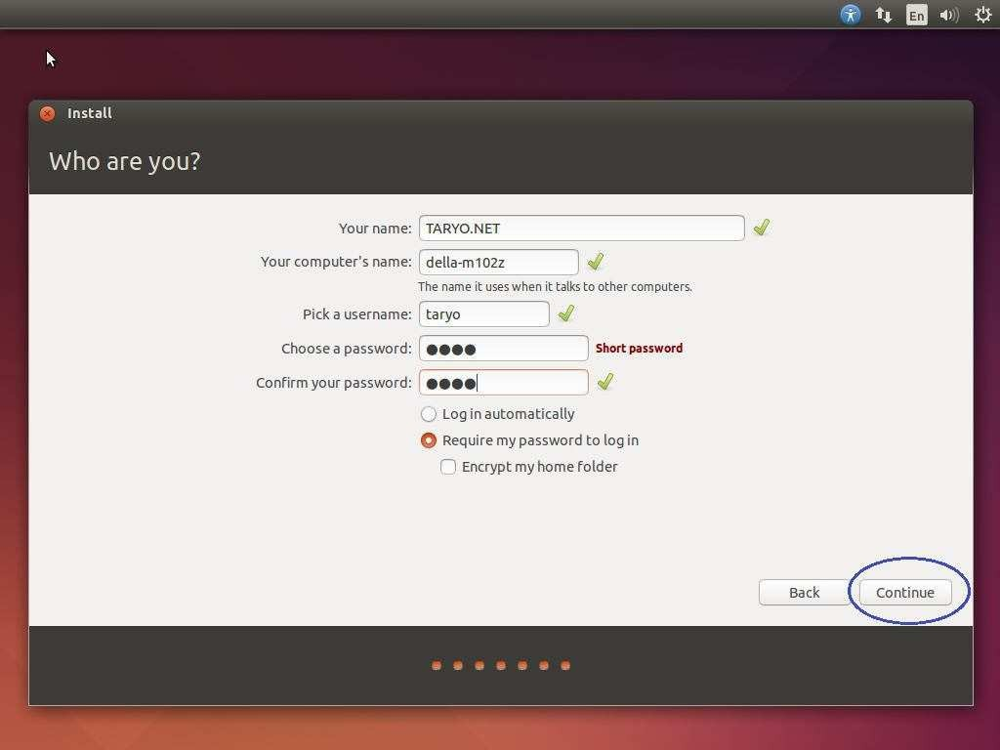 En
Install
Who are you?
Your name: TARYO.NET
Your computer's name: della-m102z
The name it uses when it talks to other computers.
Pick a username: taryo
Choose a password: ●●●● Short password
Confirm your password: ●●●●
Log in automatically
Require my password to log in
Encrypt my home folder
Back Continue